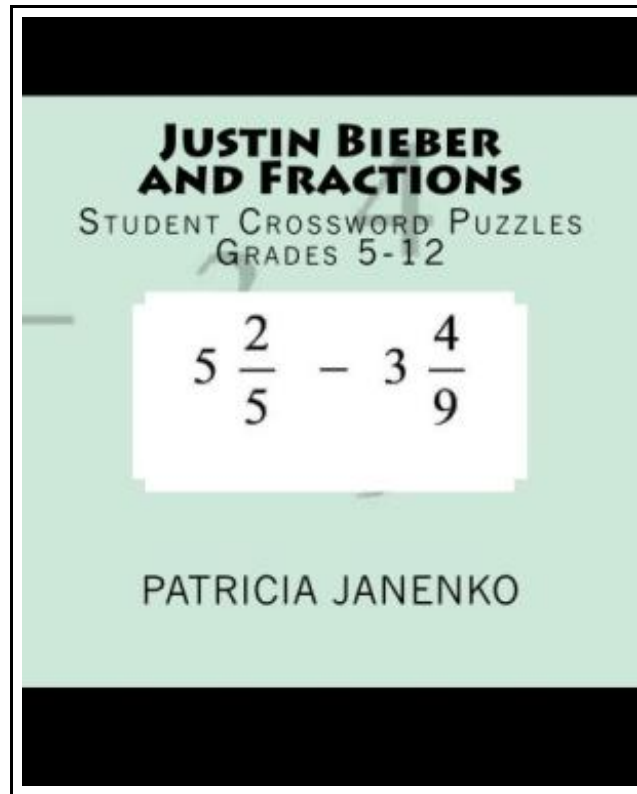 JUSTIN BIEBER
AND FRACTIONS
STUDENT CROSSWORD PUZZLES
GRADES 5-12
5 2/5 − 3 4/9
PATRICIA JANENKO